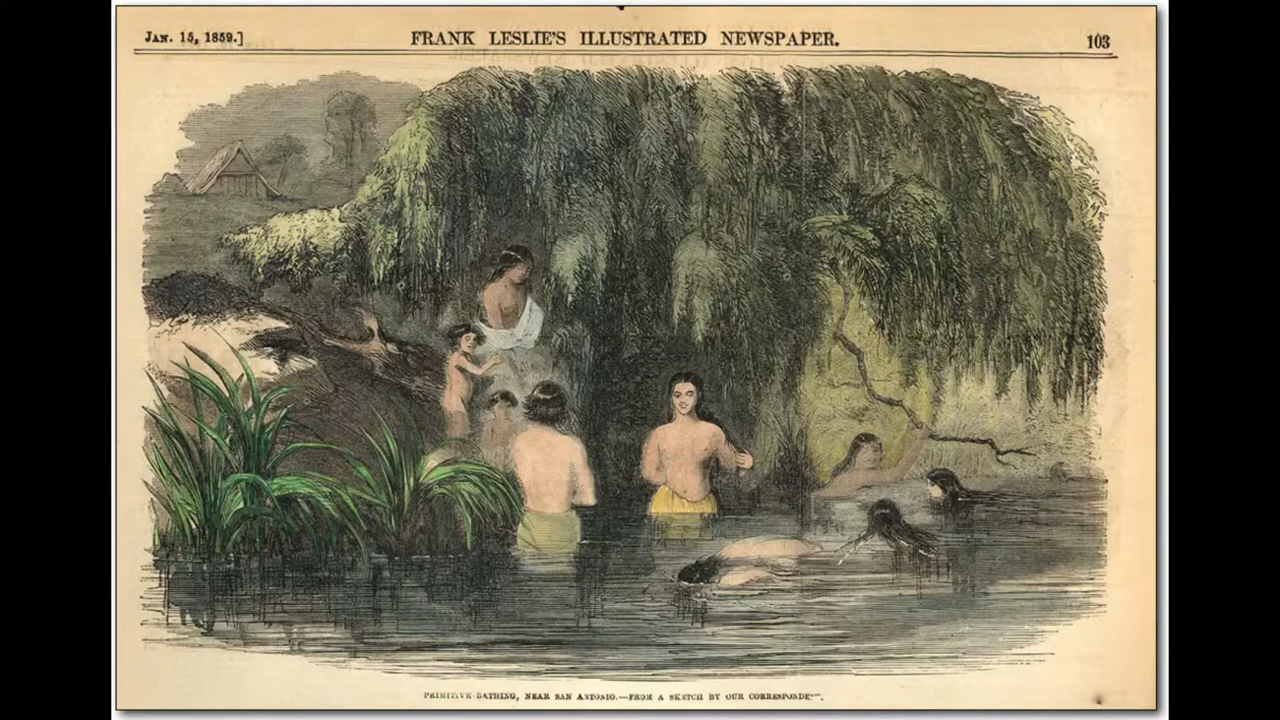 JAN. 15, 1859.]
FRANK LESLIE'S ILLUSTRATED NEWSPAPER.
103
PRIMITIVE BATHING, NEAR SAN ANTONIO.—FROM A SKETCH BY OUR